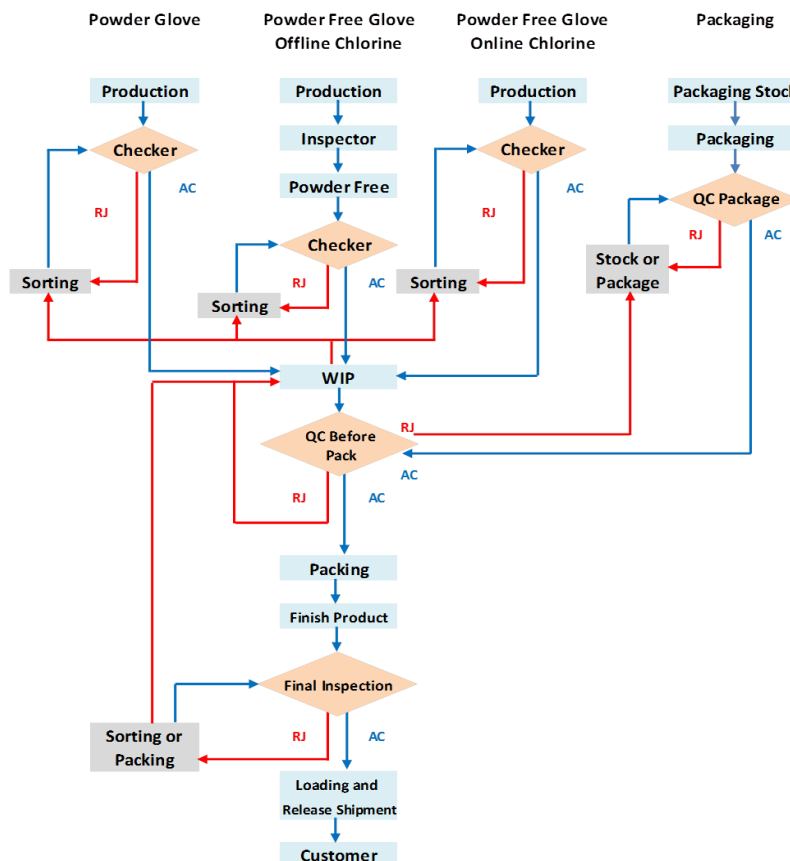 Powder Glove
Powder Free Glove
Offline Chlorine
Powder Free Glove
Online Chlorine
Packaging
Production
Production
Production
Packaging Stock
Checker
Inspector
Checker
Packaging
AC
RJ
Powder Free
AC
RJ
QC Package
RJ
AC
Checker
Sorting
RJ
AC
Sorting
Stock or
Package
Sorting
WIP
QC Before
Pack
RJ
AC
RJ
AC
Packing
Finish Product
Final Inspection
Sorting or
Packing
RJ
AC
Loading and
Release Shipment
Customer